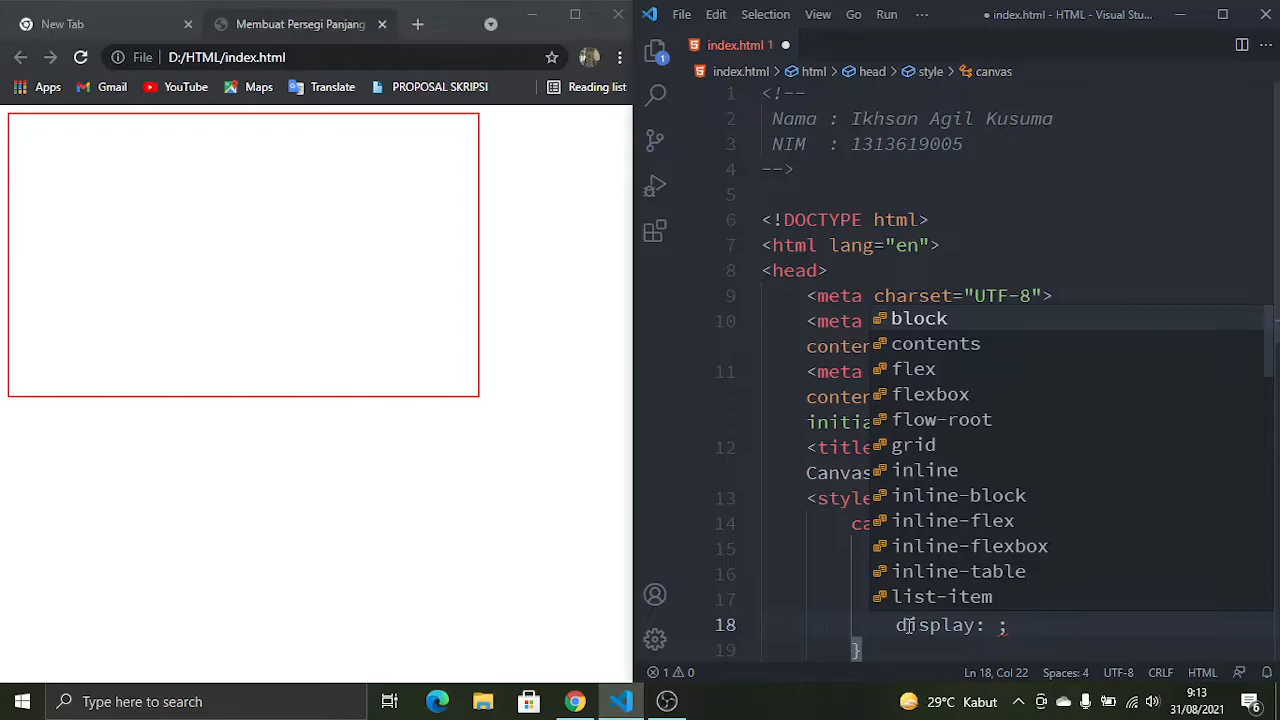 New Tab
Membuat Persegi Panjang
File
D:/HTML/index.html
Apps
Gmail
YouTube
Maps
Translate
PROPOSAL SKRIPSI
Reading list
File Edit Selection View Go Run ··· ● index.html - HTML - Visual Stu...
1
index.html 1 ●
index.html > html > head > style > canvas
1 <!--
2 Nama : Ikhsan Agil Kusuma
3 NIM : 1313619005
4 -->
5
6 <!DOCTYPE html>
7 <html lang="en">
8 <head>
9 <meta charset="UTF-8">
10 <meta
conten
11 <meta
conten
initia
12 <title
Canvas
13 <style
14 ca
15
16
17
18 display: ;
19 }
block
contents
flex
flexbox
flow-root
grid
inline
inline-block
inline-flex
inline-flexbox
inline-table
list-item
1 0
Ln 18, Col 22
Spaces: 4
UTF-8
CRLF
HTML
Type here to search
29°C Kabut
9:13
31/08/2021
6